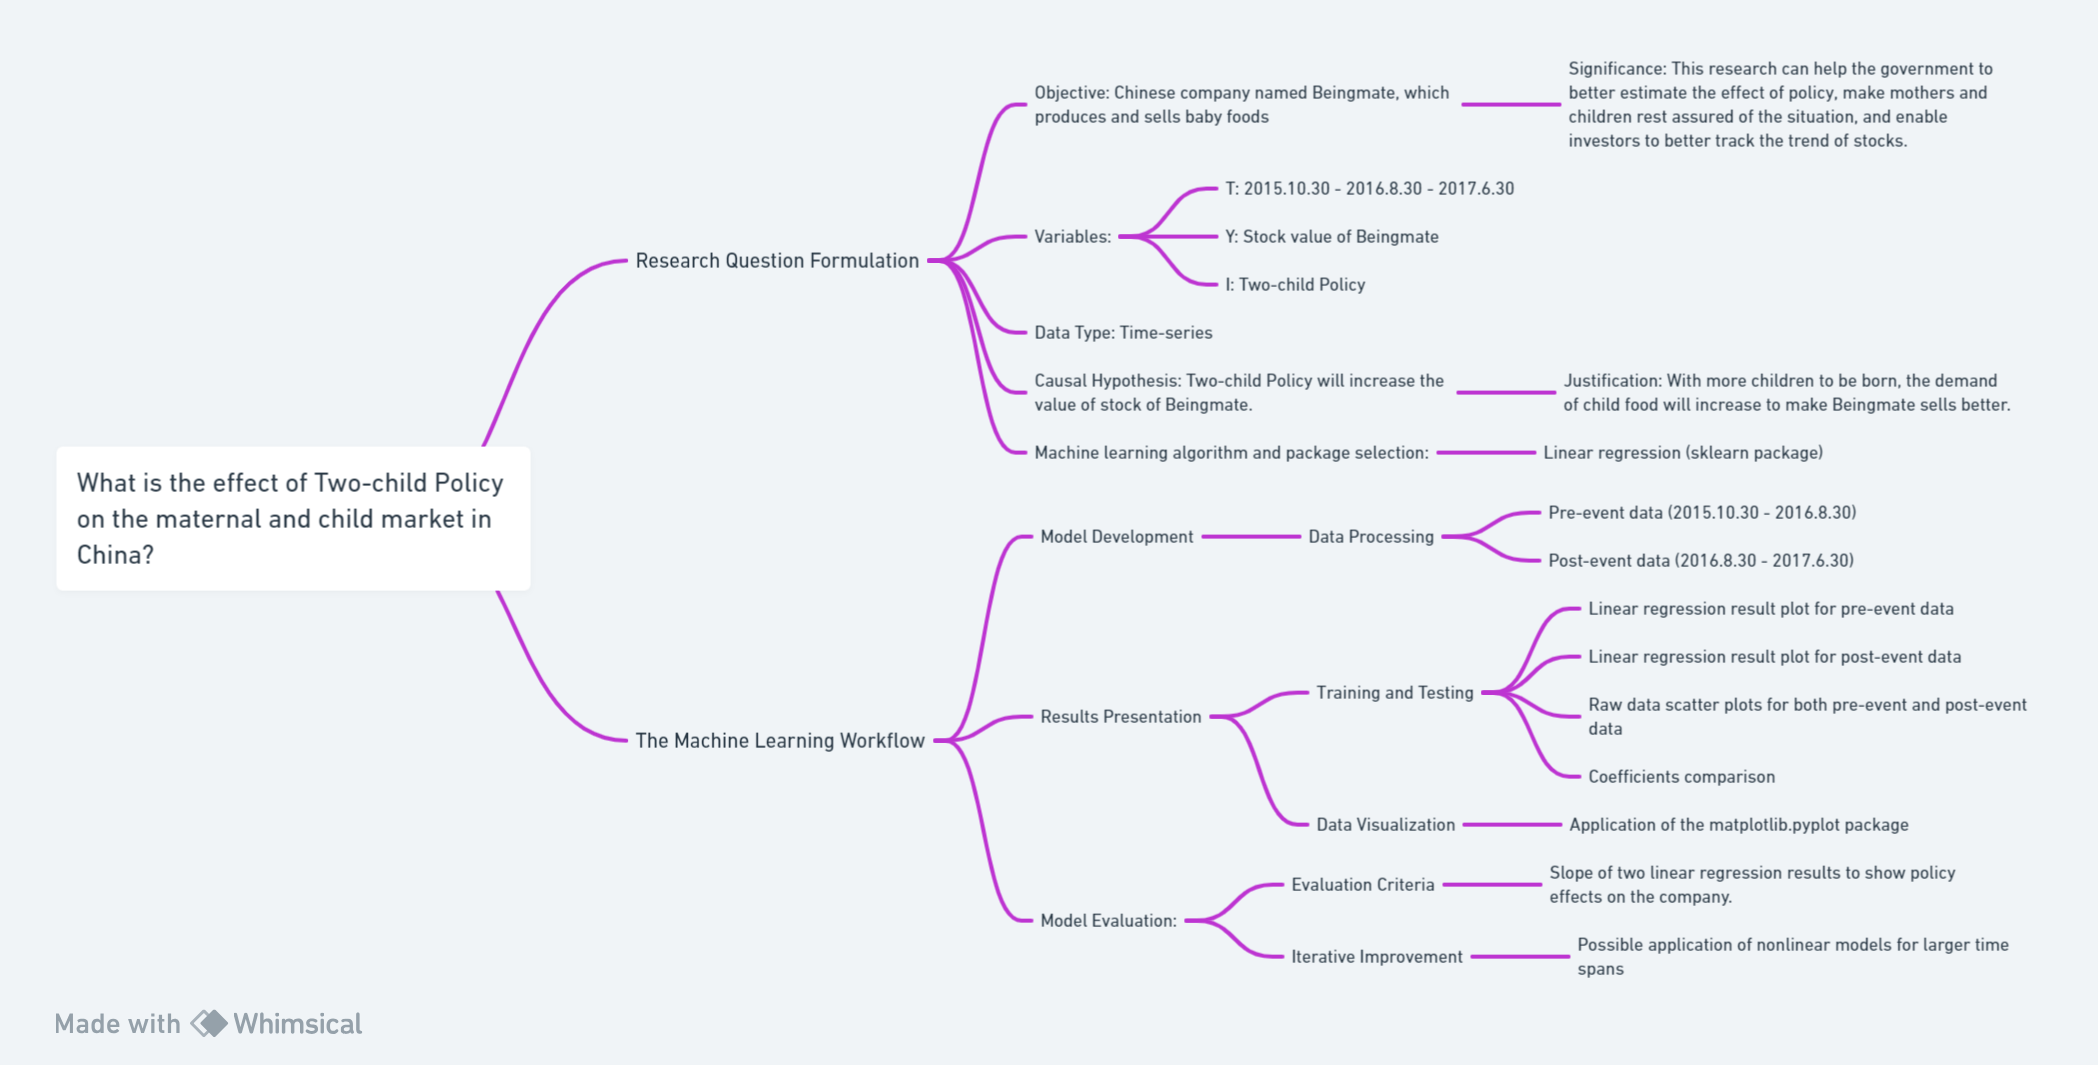 What is the effect of Two-child Policy
on the maternal and child market in
China?
Research Question Formulation
Objective: Chinese company named Beingmate, which
produces and sells baby foods
Significance: This research can help the government to
better estimate the effect of policy, make mothers and
children rest assured of the situation, and enable
investors to better track the trend of stocks.
Variables:
T: 2015.10.30 - 2016.8.30 - 2017.6.30
Y: Stock value of Beingmate
I: Two-child Policy
Data Type: Time-series
Causal Hypothesis: Two-child Policy will increase the
value of stock of Beingmate.
Justification: With more children to be born, the demand
of child food will increase to make Beingmate sells better.
Machine learning algorithm and package selection:
Linear regression (sklearn package)
The Machine Learning Workflow
Model Development
Data Processing
Pre-event data (2015.10.30 - 2016.8.30)
Post-event data (2016.8.30 - 2017.6.30)
Results Presentation
Training and Testing
Linear regression result plot for pre-event data
Linear regression result plot for post-event data
Raw data scatter plots for both pre-event and post-event
data
Coefficients comparison
Data Visualization
Application of the matplotlib.pyplot package
Model Evaluation:
Evaluation Criteria
Slope of two linear regression results to show policy
effects on the company.
Iterative Improvement
Possible application of nonlinear models for larger time
spans
Made with Whimsical